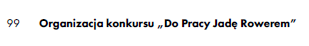 99 Organizacja konkursu „Do Pracy Jadę Rowerem”